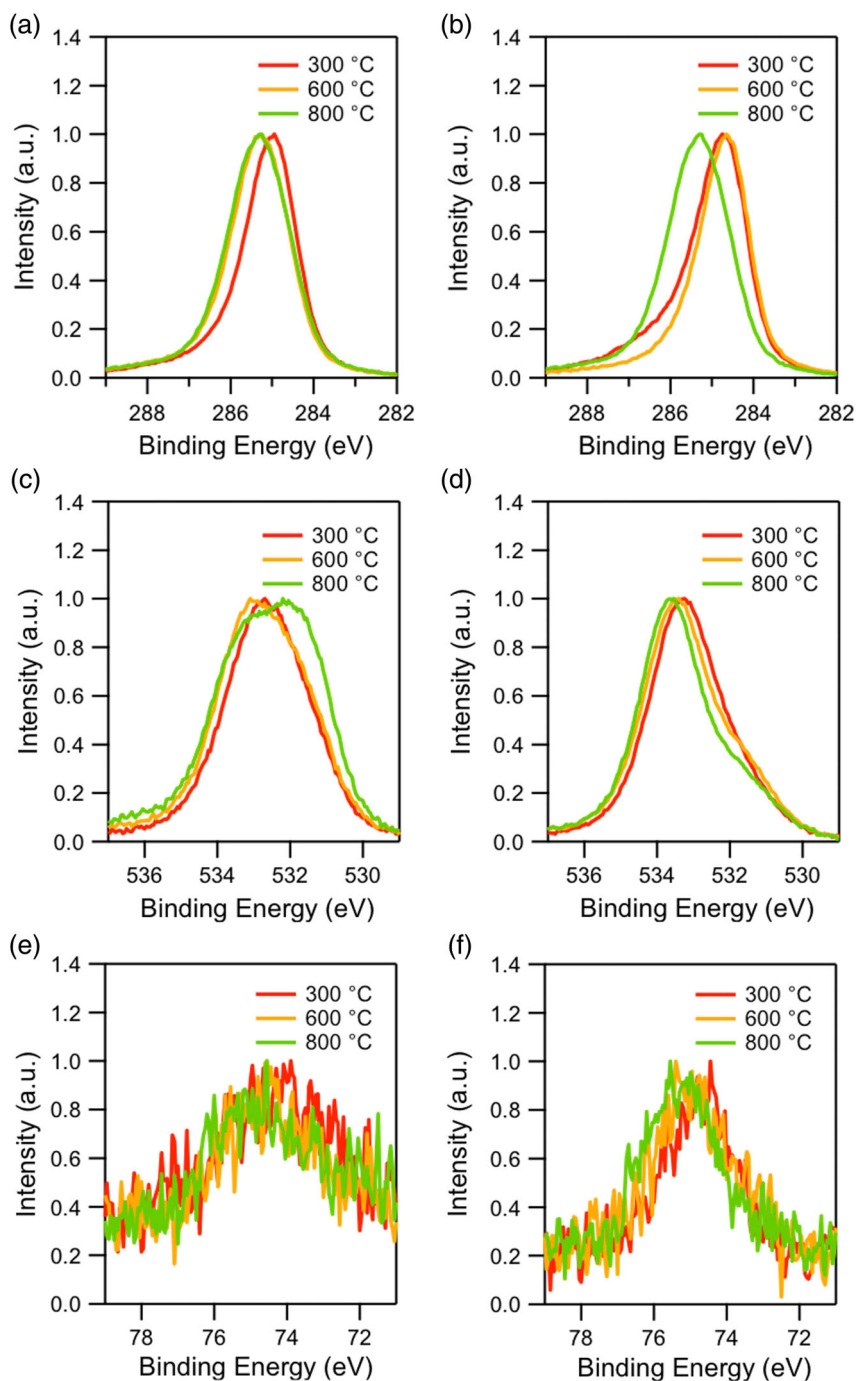 (a)
1.4
1.2
1.0
0.8
0.6
0.4
0.2
0.0
Intensity (a.u.)
300 °C
600 °C
800 °C
288 286 284 282
Binding Energy (eV)
(b)
1.4
1.2
1.0
0.8
0.6
0.4
0.2
0.0
Intensity (a.u.)
300 °C
600 °C
800 °C
288 286 284 282
Binding Energy (eV)
(c)
1.4
1.2
1.0
0.8
0.6
0.4
0.2
0.0
Intensity (a.u.)
300 °C
600 °C
800 °C
536 534 532 530
Binding Energy (eV)
(d)
1.4
1.2
1.0
0.8
0.6
0.4
0.2
0.0
Intensity (a.u.)
300 °C
600 °C
800 °C
536 534 532 530
Binding Energy (eV)
(e)
1.4
1.2
1.0
0.8
0.6
0.4
0.2
0.0
Intensity (a.u.)
300 °C
600 °C
800 °C
78 76 74 72
Binding Energy (eV)
(f)
1.4
1.2
1.0
0.8
0.6
0.4
0.2
0.0
Intensity (a.u.)
300 °C
600 °C
800 °C
78 76 74 72
Binding Energy (eV)